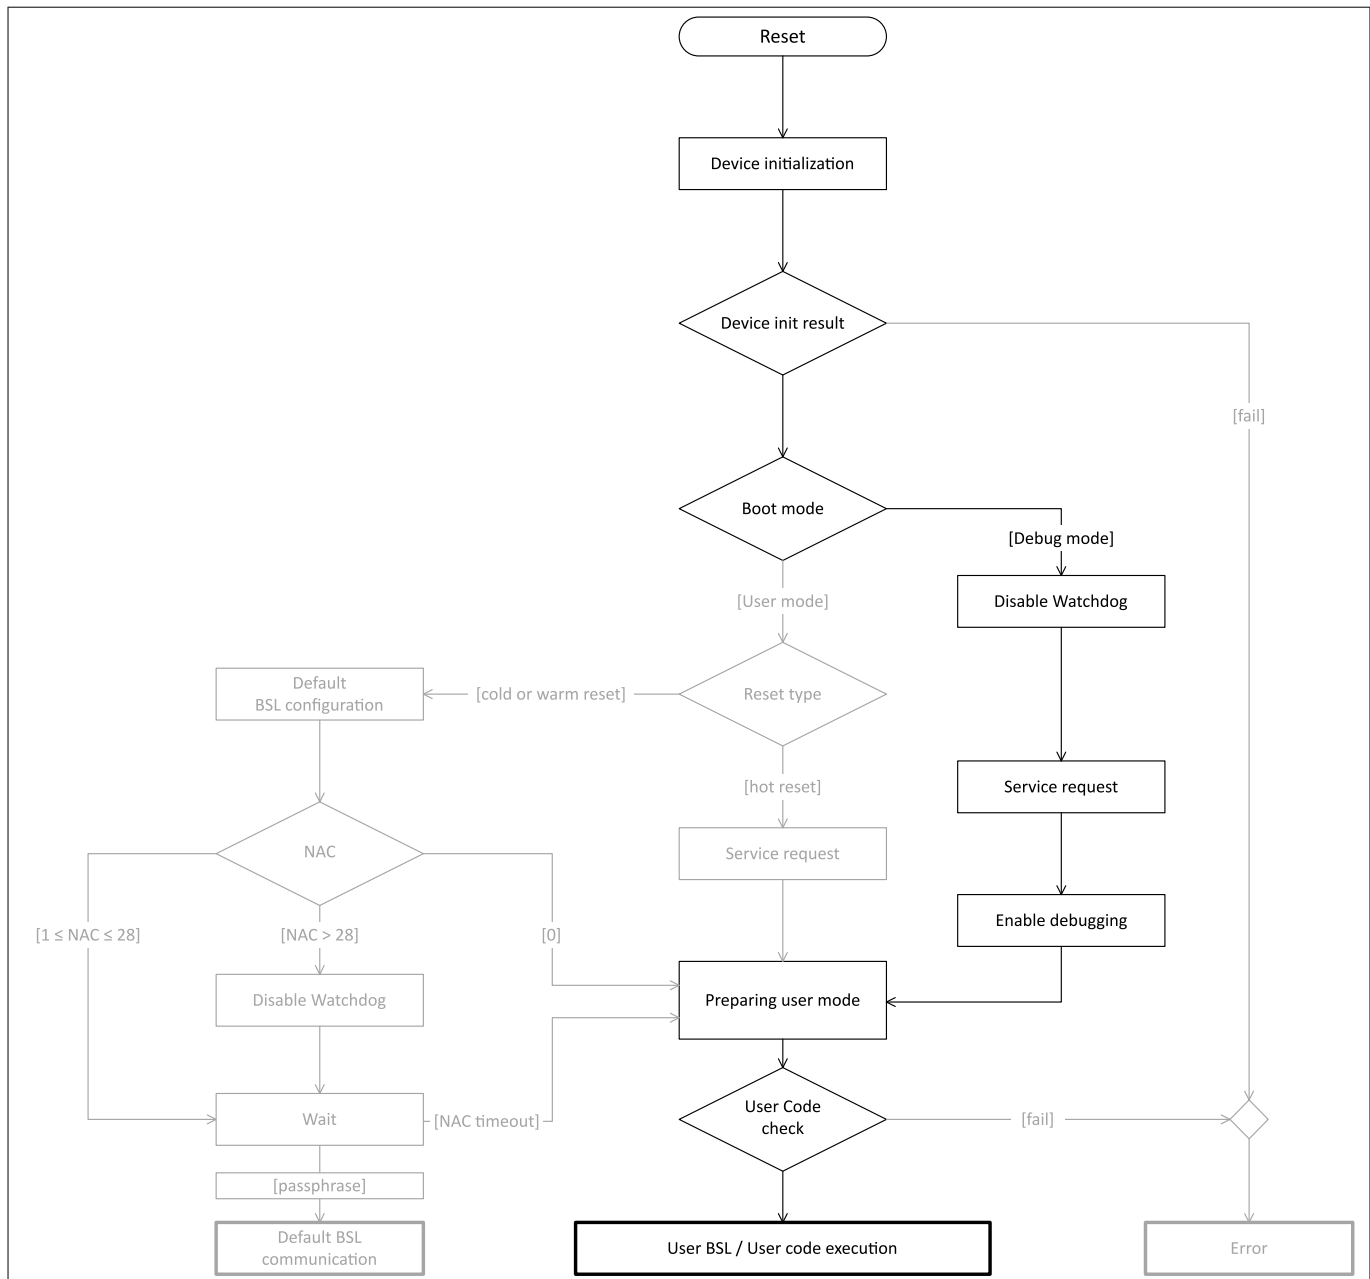 Reset
Device initialization
Device init result
[fail]
Boot mode
[Debug mode]
[User mode]
Disable Watchdog
Default
BSL configuration
[cold or warm reset]
Reset type
[hot reset]
Service request
NAC
Service request
[1 ≤ NAC ≤ 28]
[NAC > 28]
[0]
Enable debugging
Disable Watchdog
Preparing user mode
Wait
[NAC timeout]
User Code
check
[fail]
[passphrase]
Default BSL
communication
User BSL / User code execution
Error